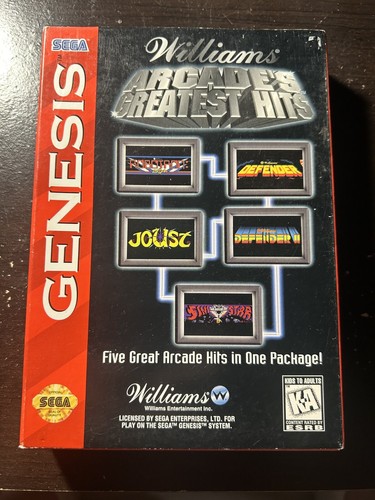 SEGA
GENESIS
Williams
ARCADE'S
GREATEST HITS
ROBOTRON
DEFENDER
JOUST
DEFENDER II
SINISTAR
Five Great Arcade Hits in One Package!
Williams W
Williams Entertainment Inc.
LICENSED BY SEGA ENTERPRISES, LTD. FOR
PLAY ON THE SEGA™ GENESIS™ SYSTEM.
SEGA
KIDS TO ADULTS
K-A
CONTENT RATED BY
ESRB